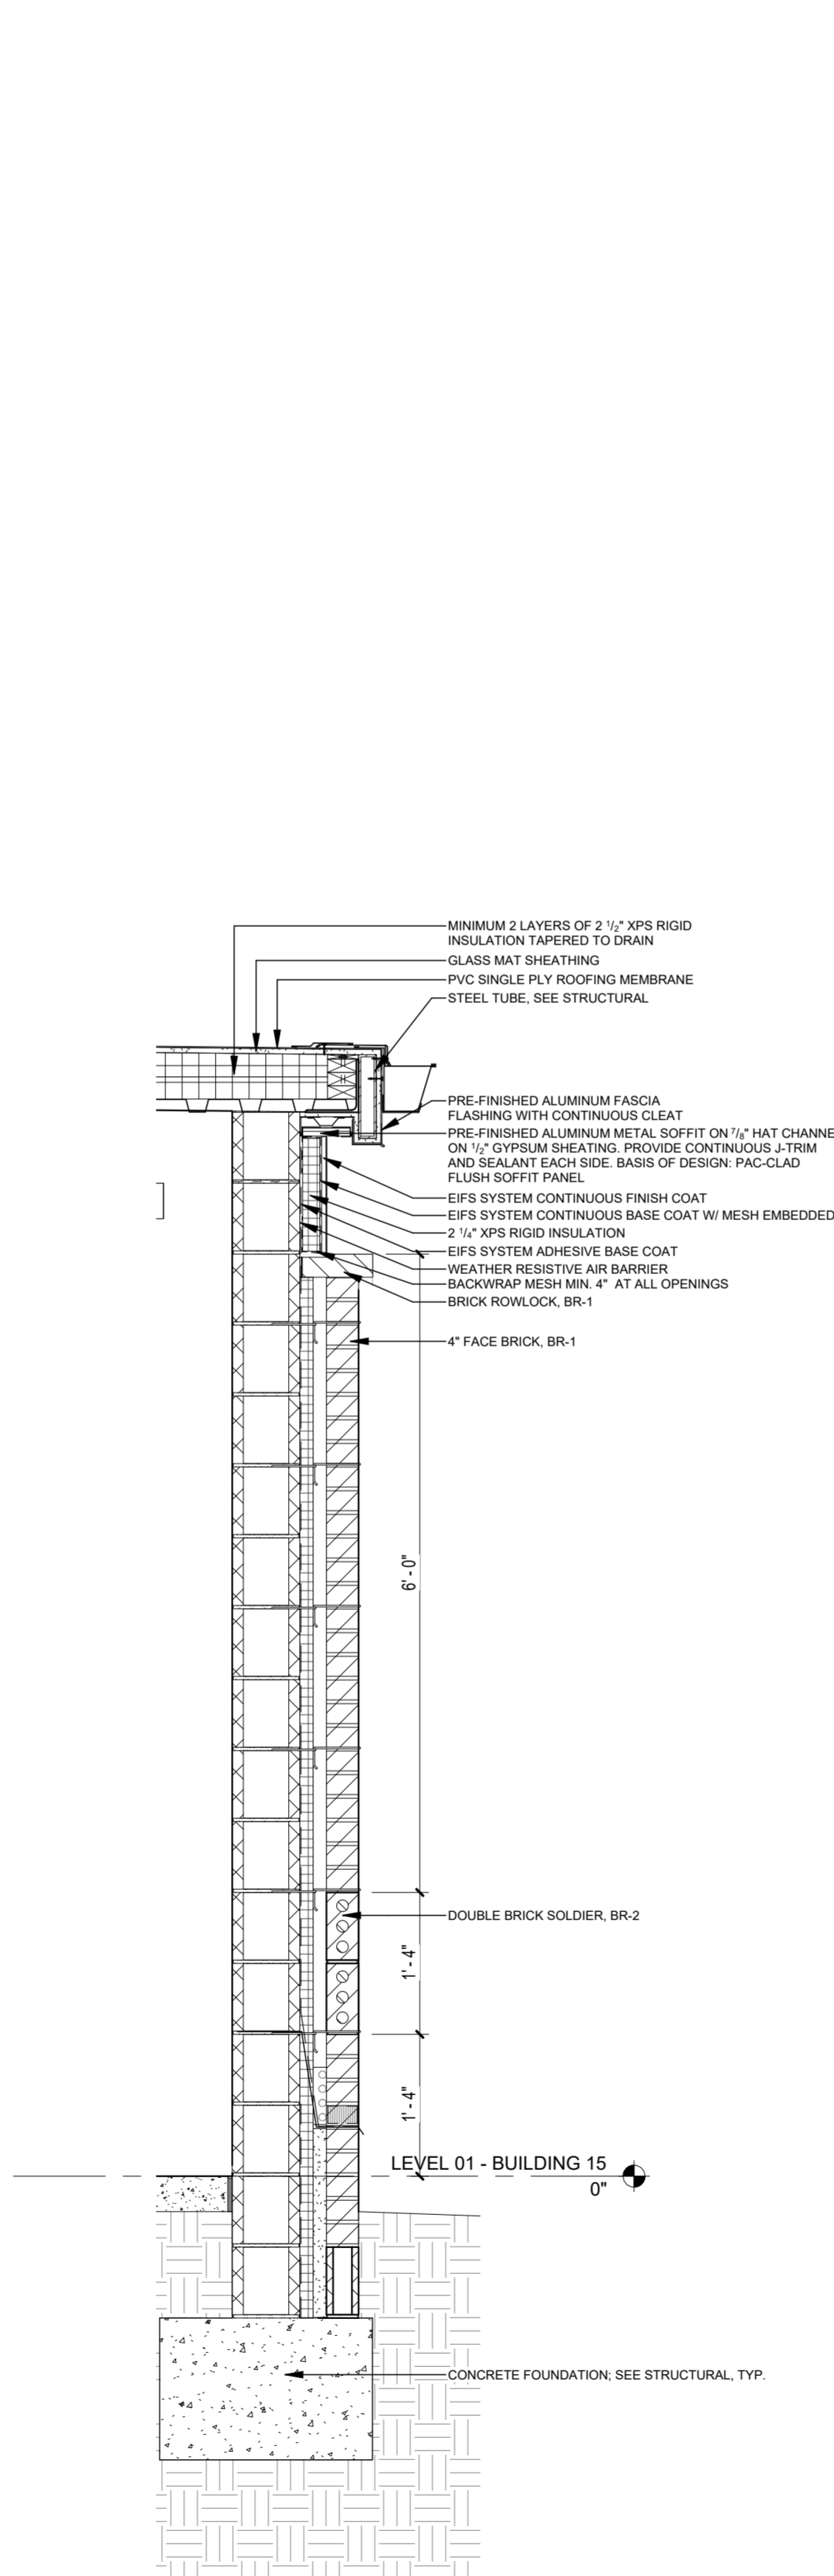 MINIMUM 2 LAYERS OF 2 1/2" XPS RIGID
INSULATION TAPERED TO DRAIN
GLASS MAT SHEATHING
PVC SINGLE PLY ROOFING MEMBRANE
STEEL TUBE, SEE STRUCTURAL
PRE-FINISHED ALUMINUM FASCIA
FLASHING WITH CONTINUOUS CLEAT
PRE-FINISHED ALUMINUM METAL SOFFIT ON 7/8" HAT CHANNE
ON 1/2" GYPSUM SHEATING. PROVIDE CONTINUOUS J-TRIM
AND SEALANT EACH SIDE. BASIS OF DESIGN: PAC-CLAD
FLUSH SOFFIT PANEL
EIFS SYSTEM CONTINUOUS FINISH COAT
EIFS SYSTEM CONTINUOUS BASE COAT W/ MESH EMBEDDED
2 1/4" XPS RIGID INSULATION
EIFS SYSTEM ADHESIVE BASE COAT
WEATHER RESISTIVE AIR BARRIER
BACKWRAP MESH MIN. 4" AT ALL OPENINGS
BRICK ROWLOCK, BR-1
4" FACE BRICK, BR-1
6' - 0"
DOUBLE BRICK SOLDIER, BR-2
1' - 4"
1' - 4"
LEVEL 01 - BUILDING 15
0"
CONCRETE FOUNDATION; SEE STRUCTURAL, TYP.